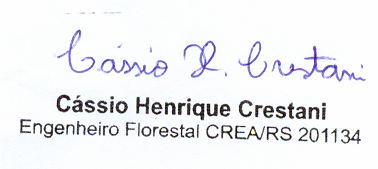 Cássio H. Crestani
Cássio Henrique Crestani
Engenheiro Florestal CREA/RS 201134